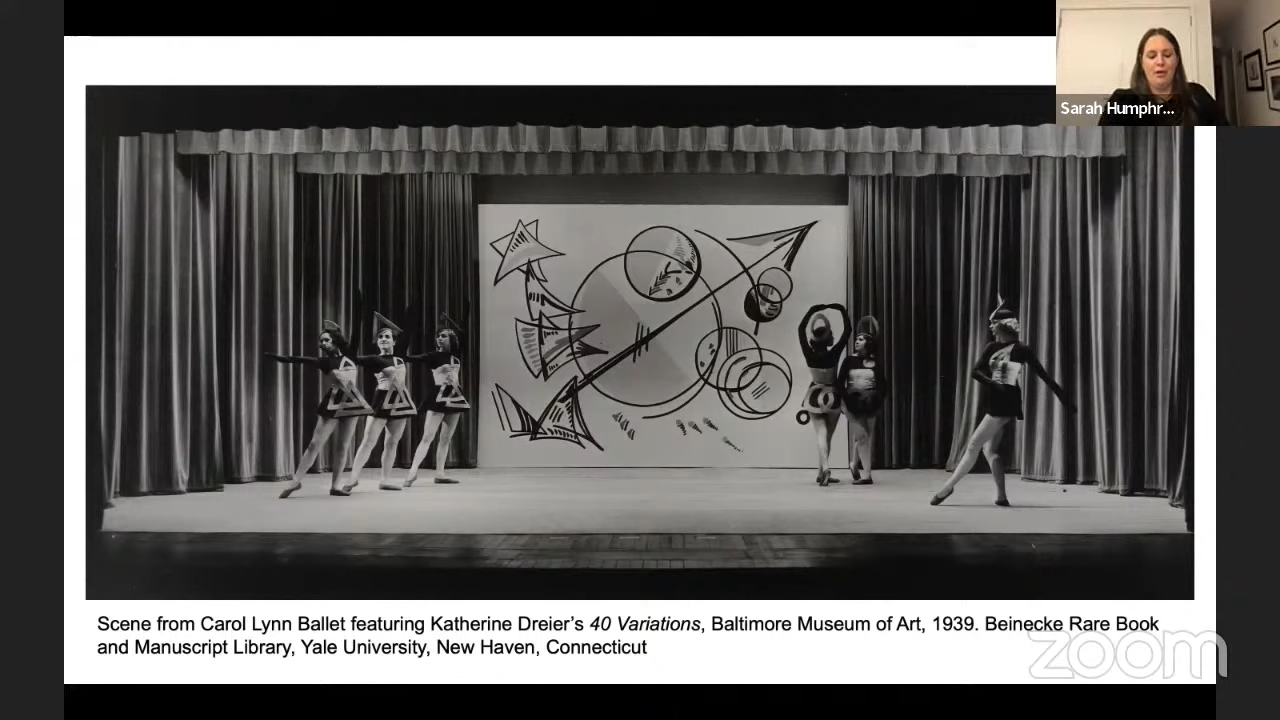 Sarah Humphr...
Scene from Carol Lynn Ballet featuring Katherine Dreier’s 40 Variations, Baltimore Museum of Art, 1939. Beinecke Rare Book
and Manuscript Library, Yale University, New Haven, Connecticut
zoom